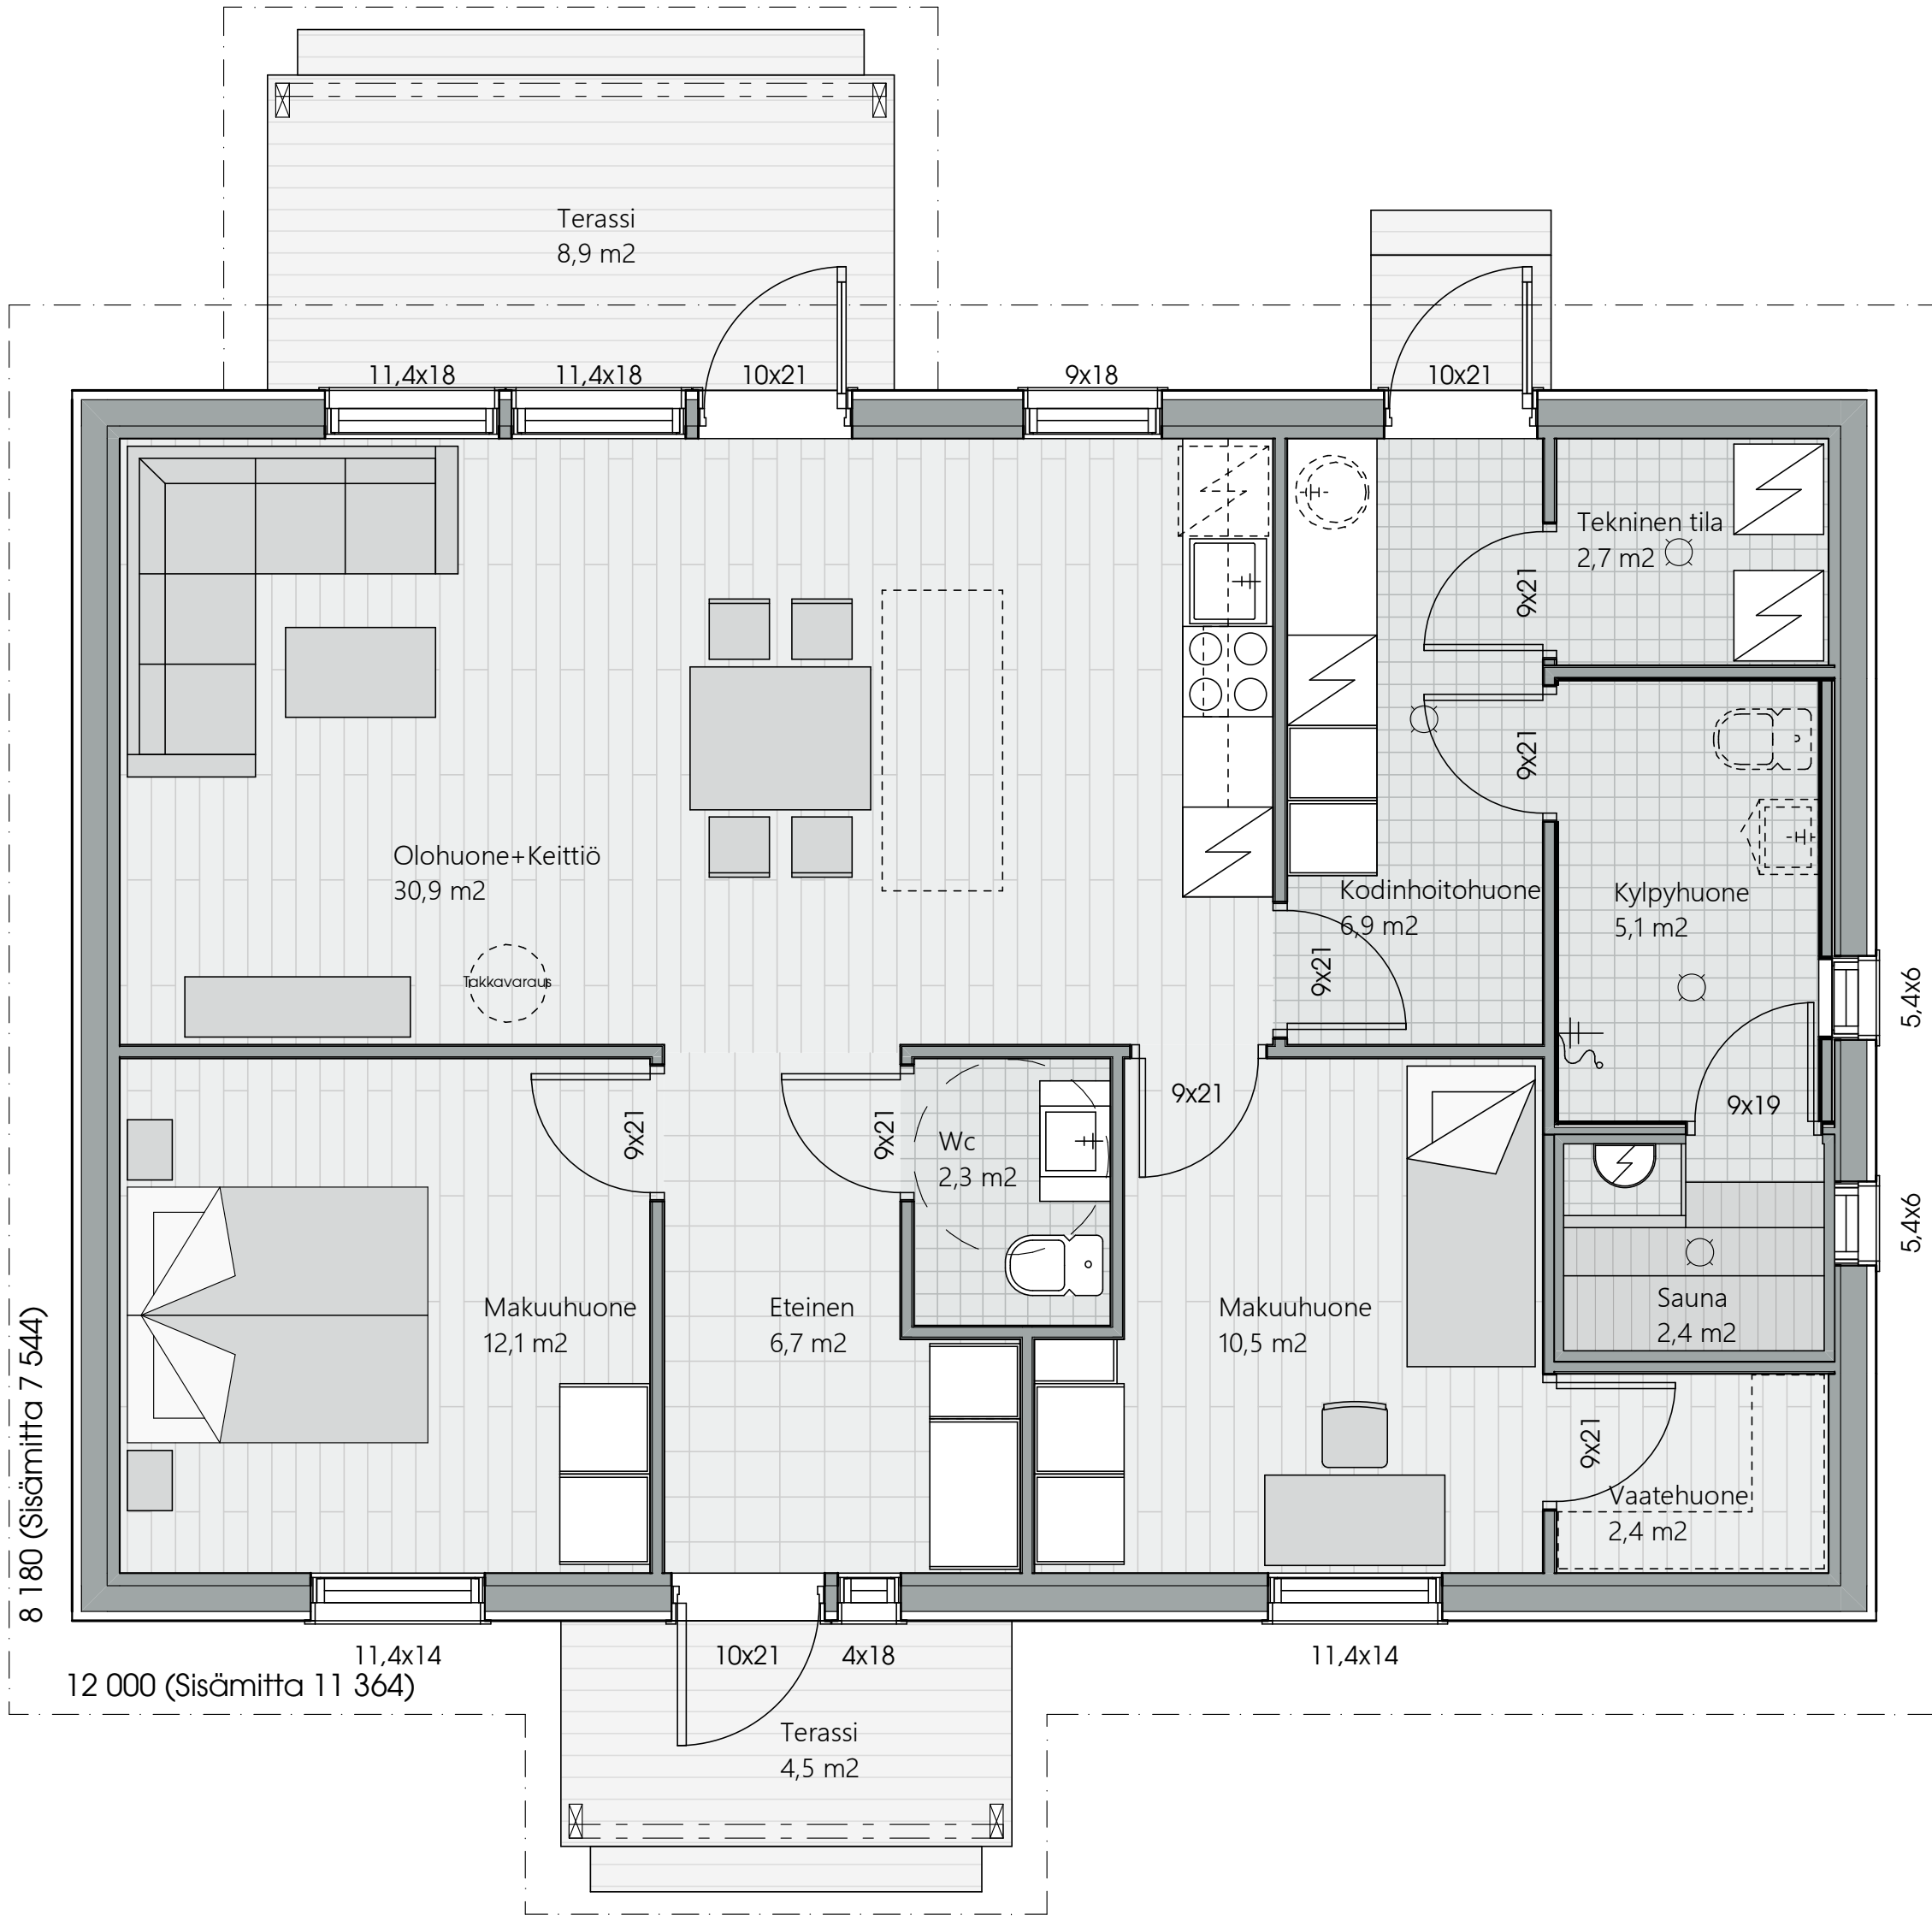 Terassi
8,9 m2
11,4x18
11,4x18
10x21
9x18
10x21
Tekninen tila
2,7 m2
9x21
9x21
Olohuone+Keittiö
30,9 m2
Kodinhoitohuone
6,9 m2
Kylpyhuone
5,1 m2
Takkavaraus
9x21
5,4x6
9x21
9x21
Wc
2,3 m2
9x21
9x19
5,4x6
Makuuhuone
12,1 m2
Eteinen
6,7 m2
Makuuhuone
10,5 m2
Sauna
2,4 m2
9x21
Vaatehuone
2,4 m2
8 180 (Sisämitta 7 544)
11,4x14
10x21
4x18
11,4x14
12 000 (Sisämitta 11 364)
Terassi
4,5 m2